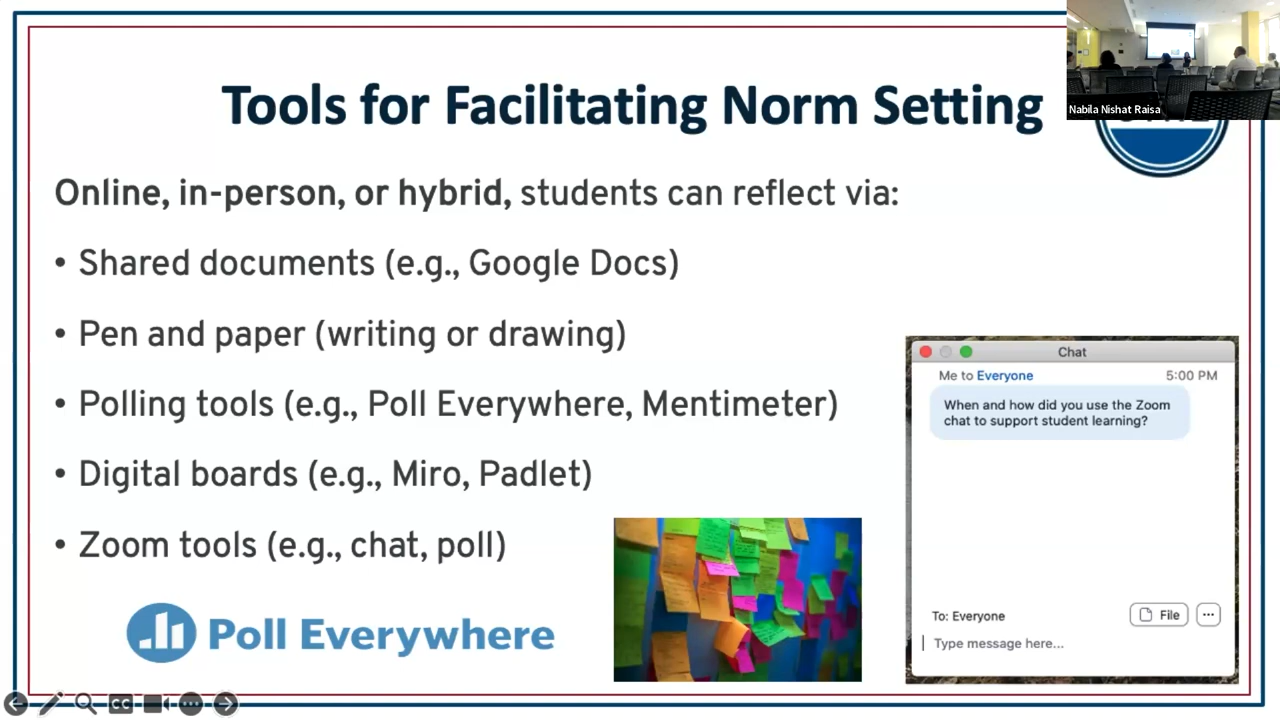 Tools for Facilitating Norm Setting
Nabila Nishat Raisa
Online, in-person, or hybrid, students can reflect via:
• Shared documents (e.g., Google Docs)
• Pen and paper (writing or drawing)
• Polling tools (e.g., Poll Everywhere, Mentimeter)
• Digital boards (e.g., Miro, Padlet)
• Zoom tools (e.g., chat, poll)
Poll Everywhere
Chat
Me to Everyone 5:00 PM
When and how did you use the Zoom
chat to support student learning?
To: Everyone
File
Type message here...
CC